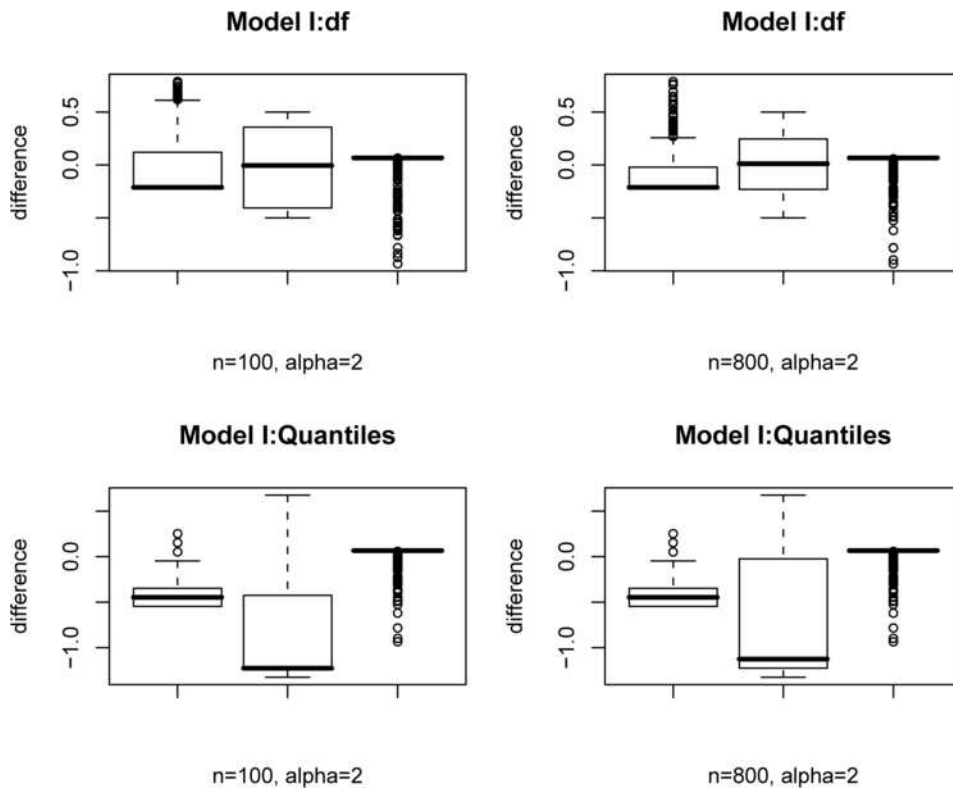 Model I:df
difference
0.5
0.0
−1.0
n=100, alpha=2
Model I:df
difference
0.5
0.0
−1.0
n=800, alpha=2
Model I:Quantiles
difference
0.0
−1.0
n=100, alpha=2
Model I:Quantiles
difference
0.0
−1.0
n=800, alpha=2